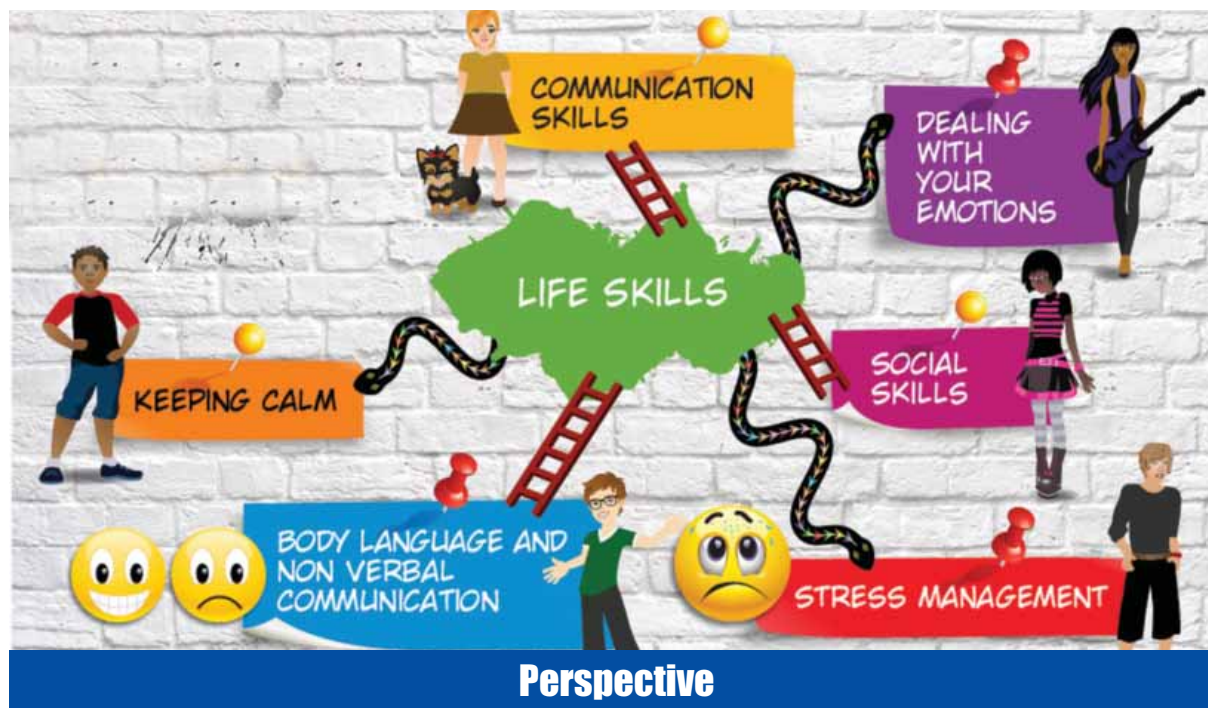 COMMUNICATION
SKILLS
DEALING
WITH
YOUR
EMOTIONS
LIFE SKILLS
SOCIAL
SKILLS
KEEPING CALM
BODY LANGUAGE AND
NON VERBAL
COMMUNICATION
STRESS MANAGEMENT
Perspective